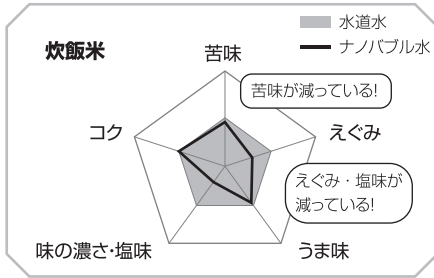 炊飯米
水道水
ナノバブル水
苦味
苦味が減っている!
コク
えぐみ
えぐみ・塩味が
減っている!
味の濃さ・塩味
うま味